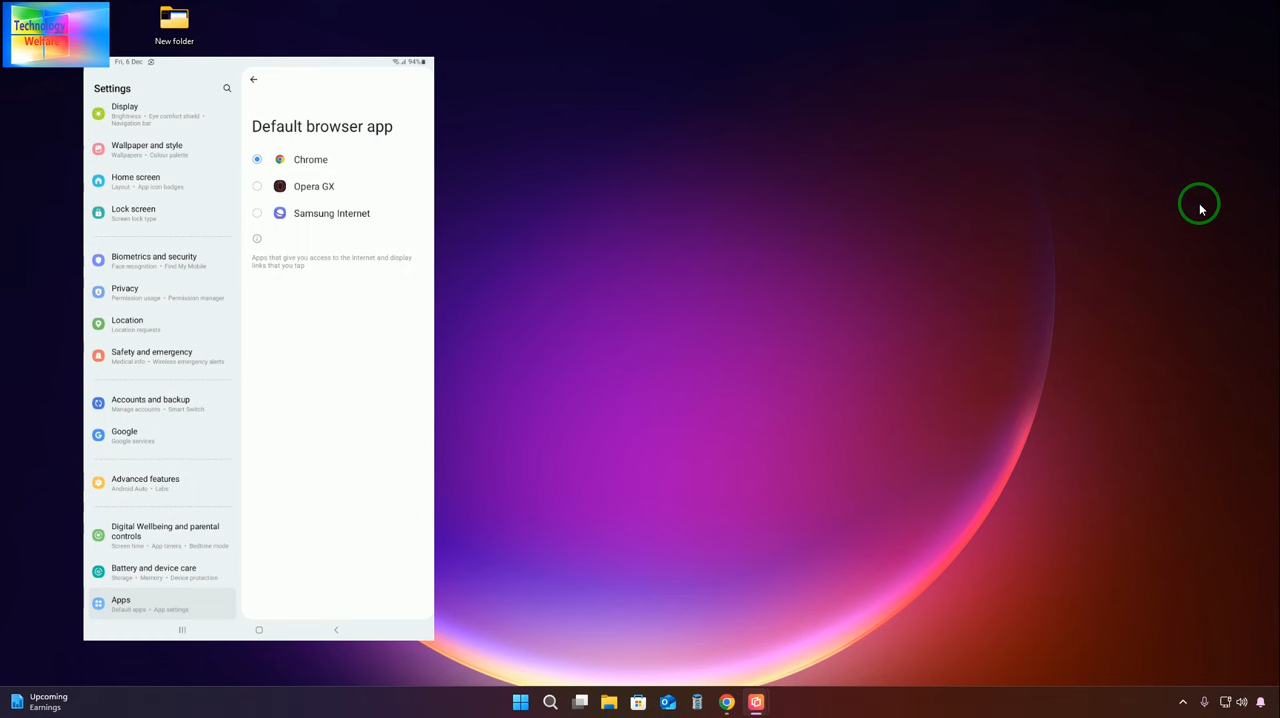 Technology
Welfare
New folder
Fri, 6 Dec
94%
Settings
Display
Brightness • Eye comfort shield •
Navigation bar
Wallpaper and style
Wallpapers • Colour palette
Home screen
Layout • App icon badges
Lock screen
Screen lock type
Biometrics and security
Face recognition • Find My Mobile
Privacy
Permission usage • Permission manager
Location
Location requests
Safety and emergency
Medical info • Wireless emergency alerts
Accounts and backup
Manage accounts • Smart Switch
Google
Google services
Advanced features
Android Auto • Labs
Digital Wellbeing and parental
controls
Screen time • App timers • Bedtime mode
Battery and device care
Storage • Memory • Device protection
Apps
Default apps • App settings
Default browser app
Chrome
Opera GX
Samsung Internet
Apps that give you access to the internet and display
links that you tap
Upcoming
Earnings